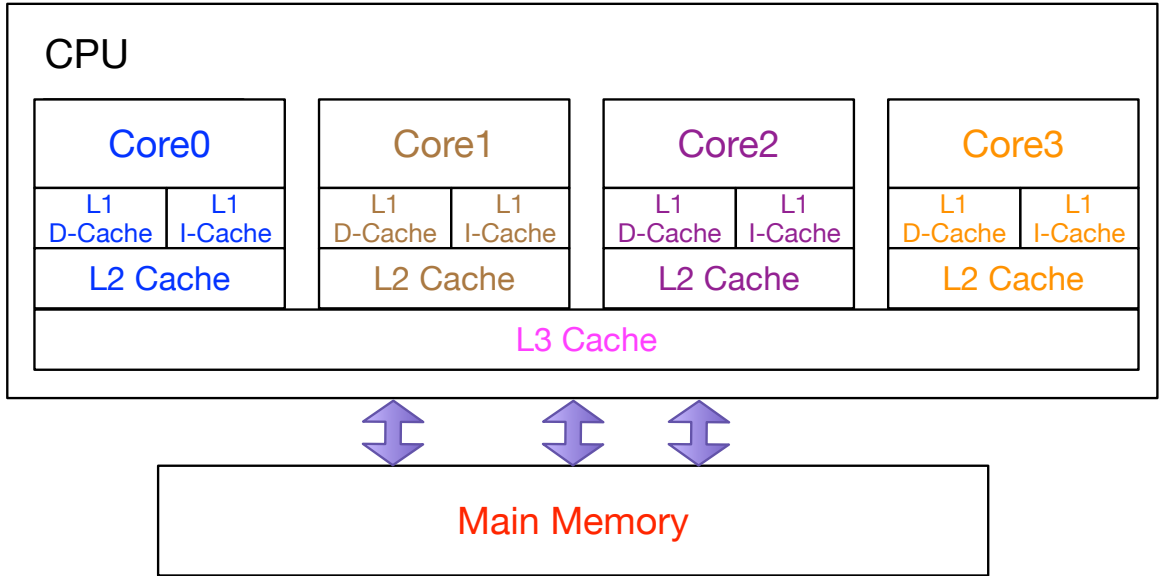 CPU
Core0
Core1
Core2
Core3
L1
L1
L1
L1
L1
L1
L1
L1
D-Cache
I-Cache
D-Cache
I-Cache
D-Cache
I-Cache
D-Cache
I-Cache
L2 Cache
L2 Cache
L2 Cache
L2 Cache
L3 Cache
Main Memory